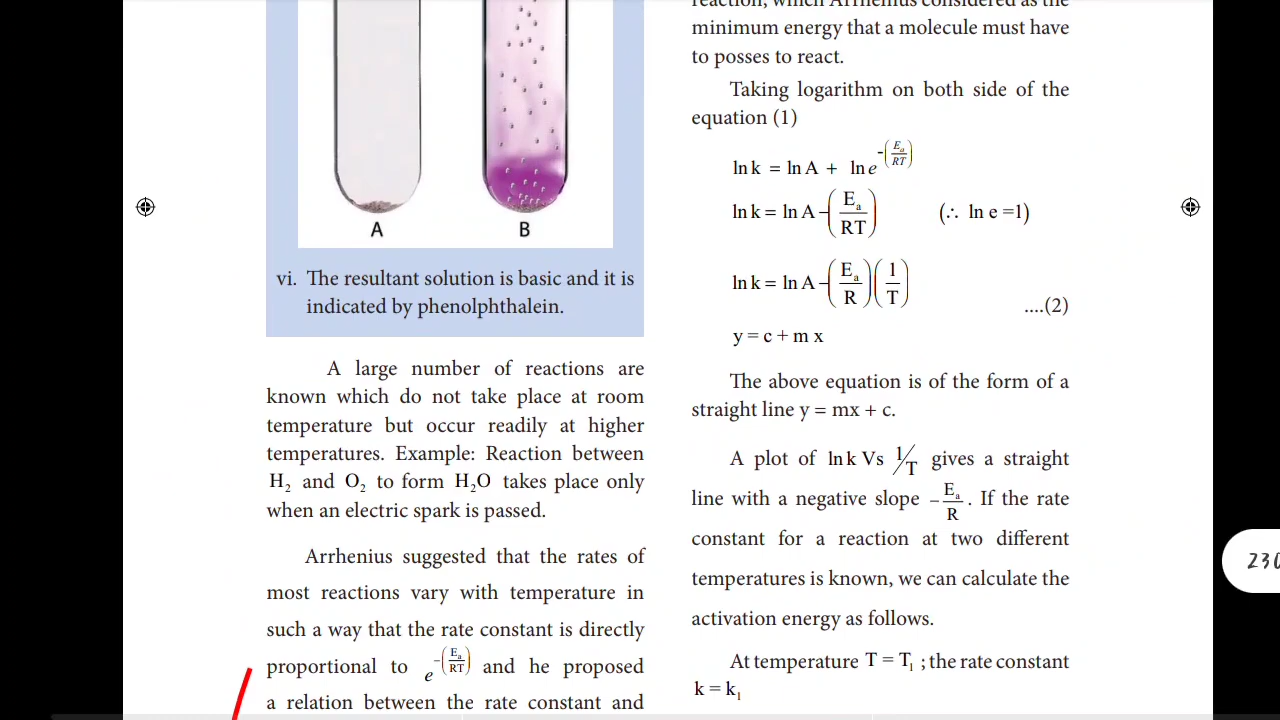 A
B
vi. The resultant solution is basic and it is
indicated by phenolphthalein.
A large number of reactions are
known which do not take place at room
temperature but occur readily at higher
temperatures. Example: Reaction between
H₂ and O₂ to form H₂O takes place only
when an electric spark is passed.
Arrhenius suggested that the rates of
most reactions vary with temperature in
such a way that the rate constant is directly
proportional to e^-(Ea/RT) and he proposed
a relation between the rate constant and
reaction, which Arrhenius considered as the
minimum energy that a molecule must have
to posses to react.
Taking logarithm on both side of the
equation (1)
ln k = ln A + ln e^-(Ea/RT)
ln k = ln A - (Ea/RT) (∴ ln e =1)
ln k = ln A - (Ea/R)(1/T) ....(2)
y = c + m x
The above equation is of the form of a
straight line y = mx + c.
A plot of ln k Vs 1/T gives a straight
line with a negative slope -Ea/R. If the rate
constant for a reaction at two different
temperatures is known, we can calculate the
activation energy as follows.
At temperature T = T₁ ; the rate constant
k = k₁
230